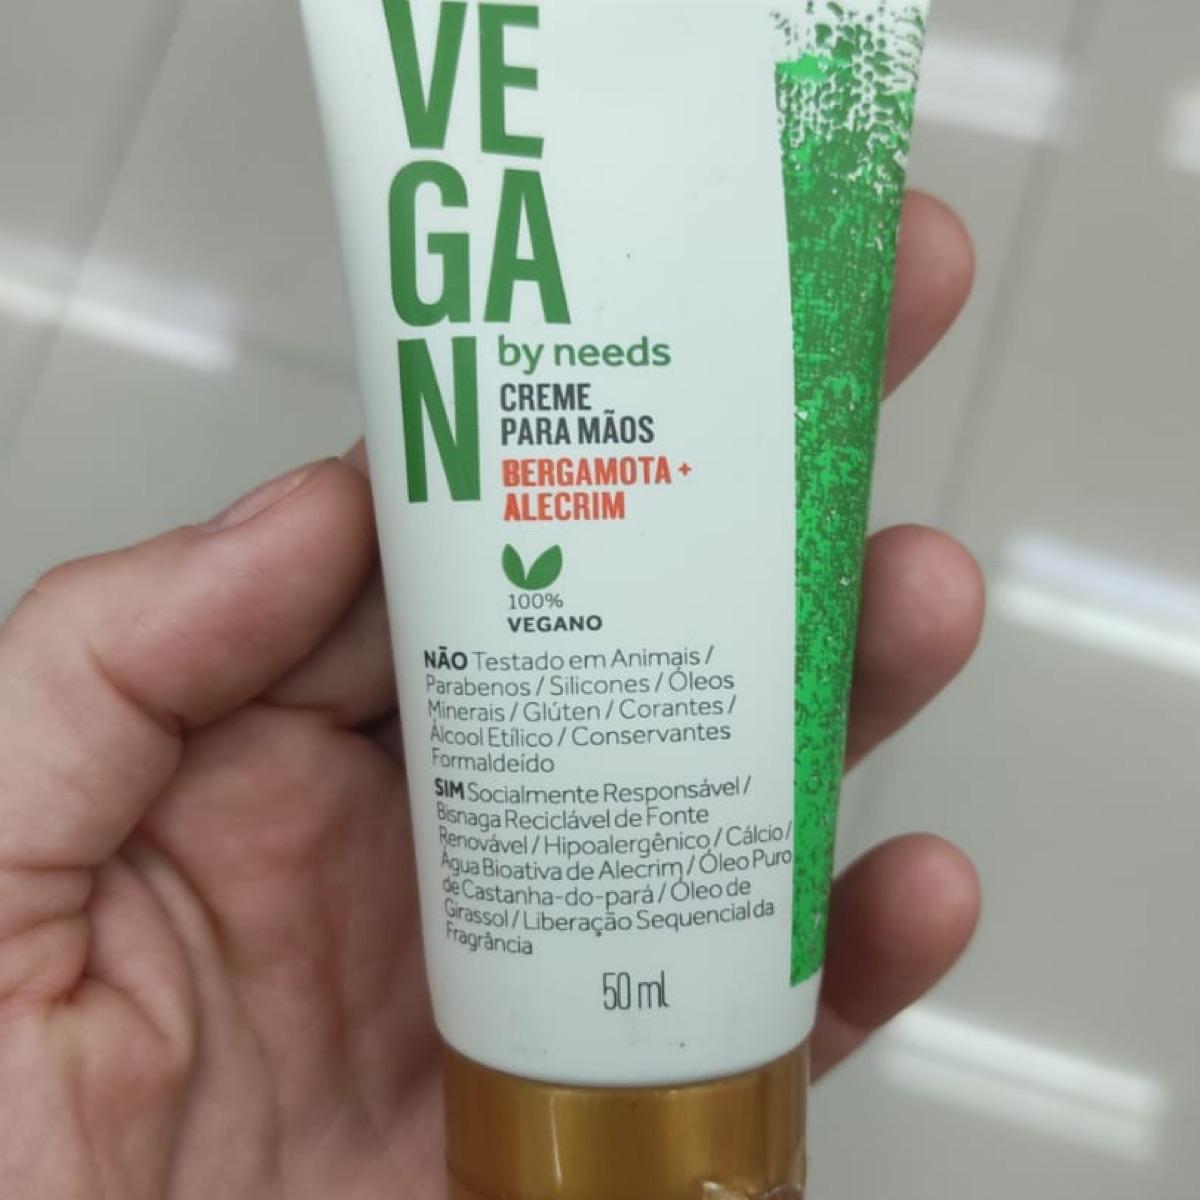 VE
GA
N
by needs
CREME
PARA MÃOS
BERGAMOTA +
ALECRIM
100%
VEGANO
NÃO Testado em Animais /
Parabenos / Silicones / Óleos
Minerais / Glúten / Corantes /
Álcool Etílico / Conservantes
Formaldeído
SIM Socialmente Responsável /
Bisnaga Reciclável de Fonte
Renovável / Hipoalergênico / Cálcio /
Água Bioativa de Alecrim / Óleo Puro
de Castanha-do-pará / Óleo de
Girassol / Liberação Sequencial da
Fragrância
50 ml